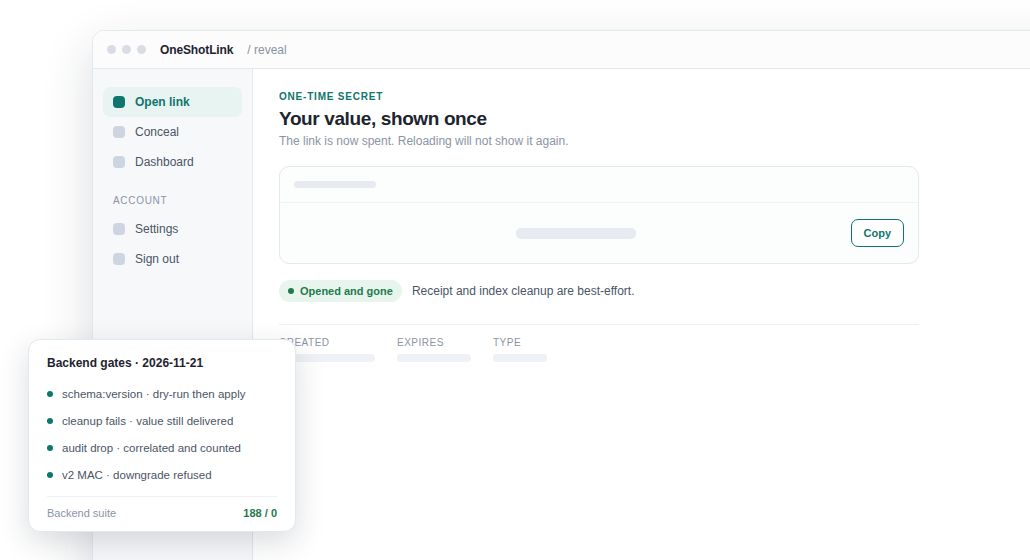 OneShotLink / reveal
Open link
Conceal
Dashboard
ACCOUNT
Settings
Sign out
ONE-TIME SECRET
Your value, shown once
The link is now spent. Reloading will not show it again.
Copy
Opened and gone
Receipt and index cleanup are best-effort.
EXPIRES
TYPE
Backend gates · 2026-11-21
schema:version · dry-run then apply
cleanup fails · value still delivered
audit drop · correlated and counted
v2 MAC · downgrade refused
Backend suite
188 / 0